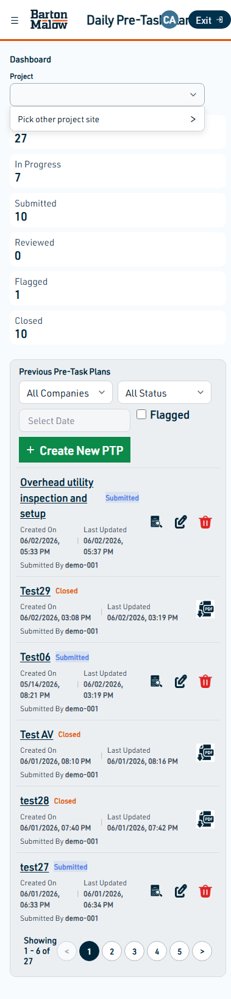 Barton
Malow
Daily Pre-Task
CA
Exit
Dashboard
Project
Pick other project site >
27
In Progress
7
Submitted
10
Reviewed
0
Flagged
1
Closed
10
Previous Pre-Task Plans
All Companies
All Status
Select Date
Flagged
+ Create New PTP
Overhead utility
inspection and
setup
Submitted
Created On
Last Updated
06/02/2026,
05:33 PM
06/02/2026,
05:37 PM
Submitted By demo-001
Test29 Closed
Created On
Last Updated
06/02/2026, 03:08 PM
06/02/2026, 03:19 PM
PDF
Submitted By demo-001
Test06 Submitted
Created On
Last Updated
05/14/2026,
08:21 PM
06/02/2026,
03:19 PM
Submitted By demo-001
Test AV Closed
Created On
Last Updated
06/01/2026, 08:10 PM
06/01/2026, 08:16 PM
PDF
Submitted By demo-001
test28 Closed
Created On
Last Updated
06/01/2026, 07:40 PM
06/01/2026, 07:42 PM
PDF
Submitted By demo-001
test27 Submitted
Created On
Last Updated
06/01/2026,
06:33 PM
06/01/2026,
06:34 PM
Submitted By demo-001
Showing
1 - 6 of
27
< 1 2 3 4 5 >